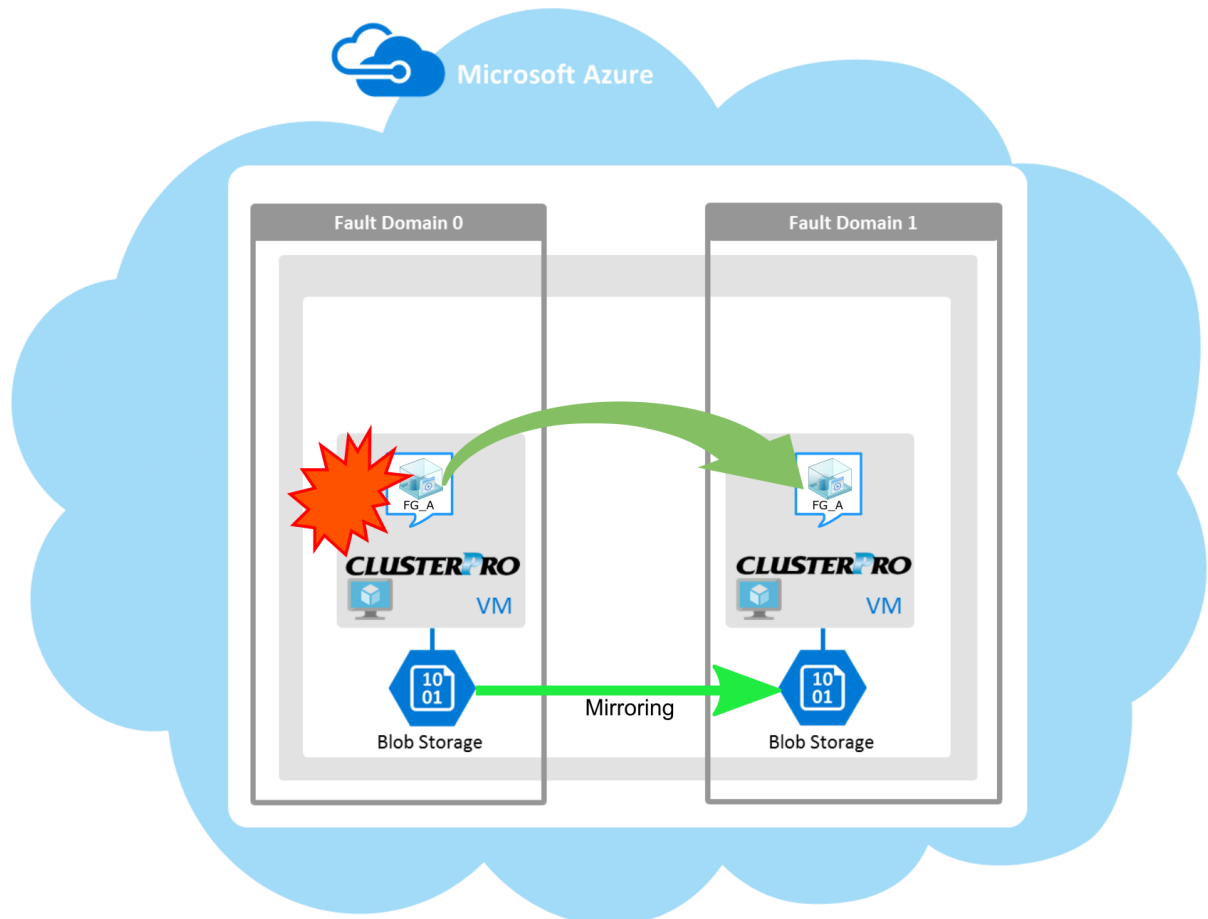 Microsoft Azure
Fault Domain 0
Fault Domain 1
FG_A
FG_A
CLUSTERPRO
CLUSTERPRO
VM
VM
10
01
10
01
Mirroring
Blob Storage
Blob Storage